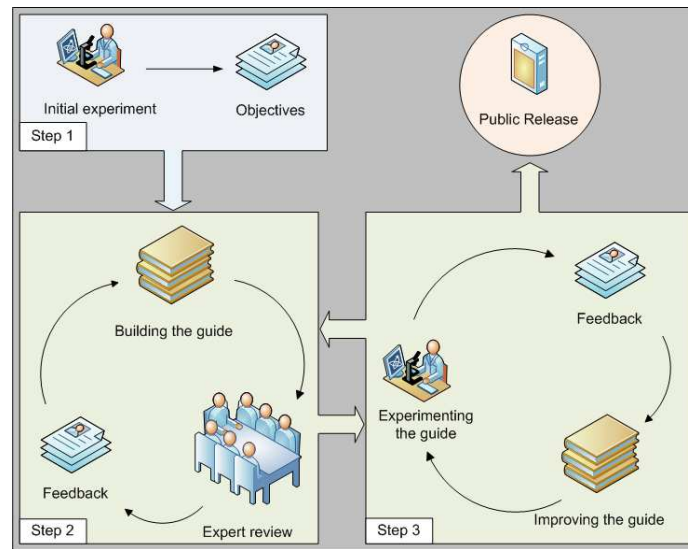 Initial experiment
Objectives
Step 1
Public Release
Building the guide
Feedback
Expert review
Step 2
Feedback
Experimenting
the guide
Improving the guide
Step 3